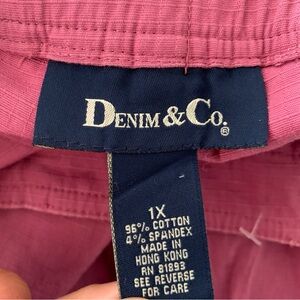 DENIM & CO.®
1X
96% COTTON
4% SPANDEX
MADE IN
HONG KONG
RN 81893
SEE REVERSE
FOR CARE